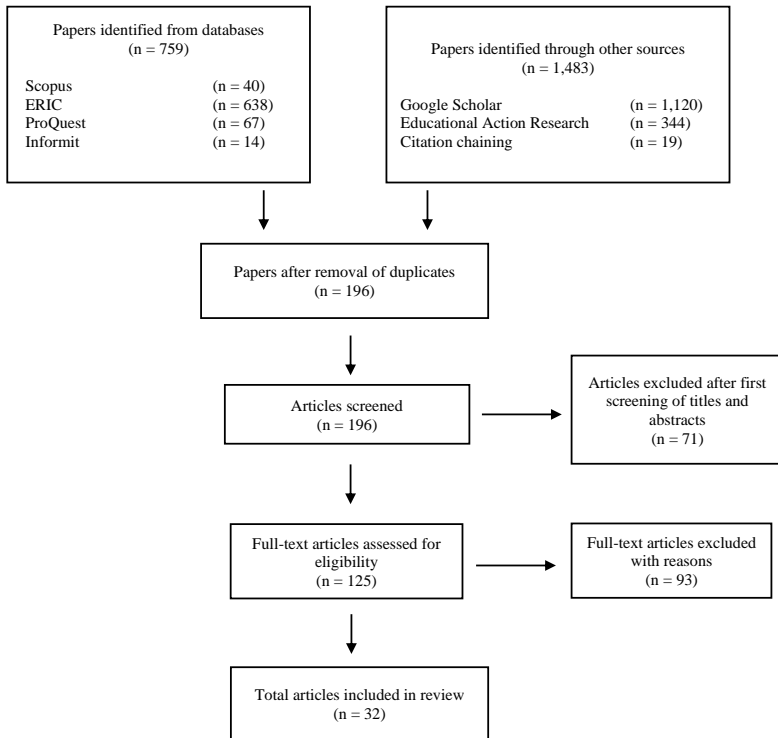 Papers identified from databases
(n = 759)
Scopus (n = 40)
ERIC (n = 638)
ProQuest (n = 67)
Informit (n = 14)
Papers identified through other sources
(n = 1,483)
Google Scholar (n = 1,120)
Educational Action Research (n = 344)
Citation chaining (n = 19)
Papers after removal of duplicates
(n = 196)
Articles screened
(n = 196)
Articles excluded after first
screening of titles and
abstracts
(n = 71)
Full-text articles assessed for
eligibility
(n = 125)
Full-text articles excluded
with reasons
(n = 93)
Total articles included in review
(n = 32)